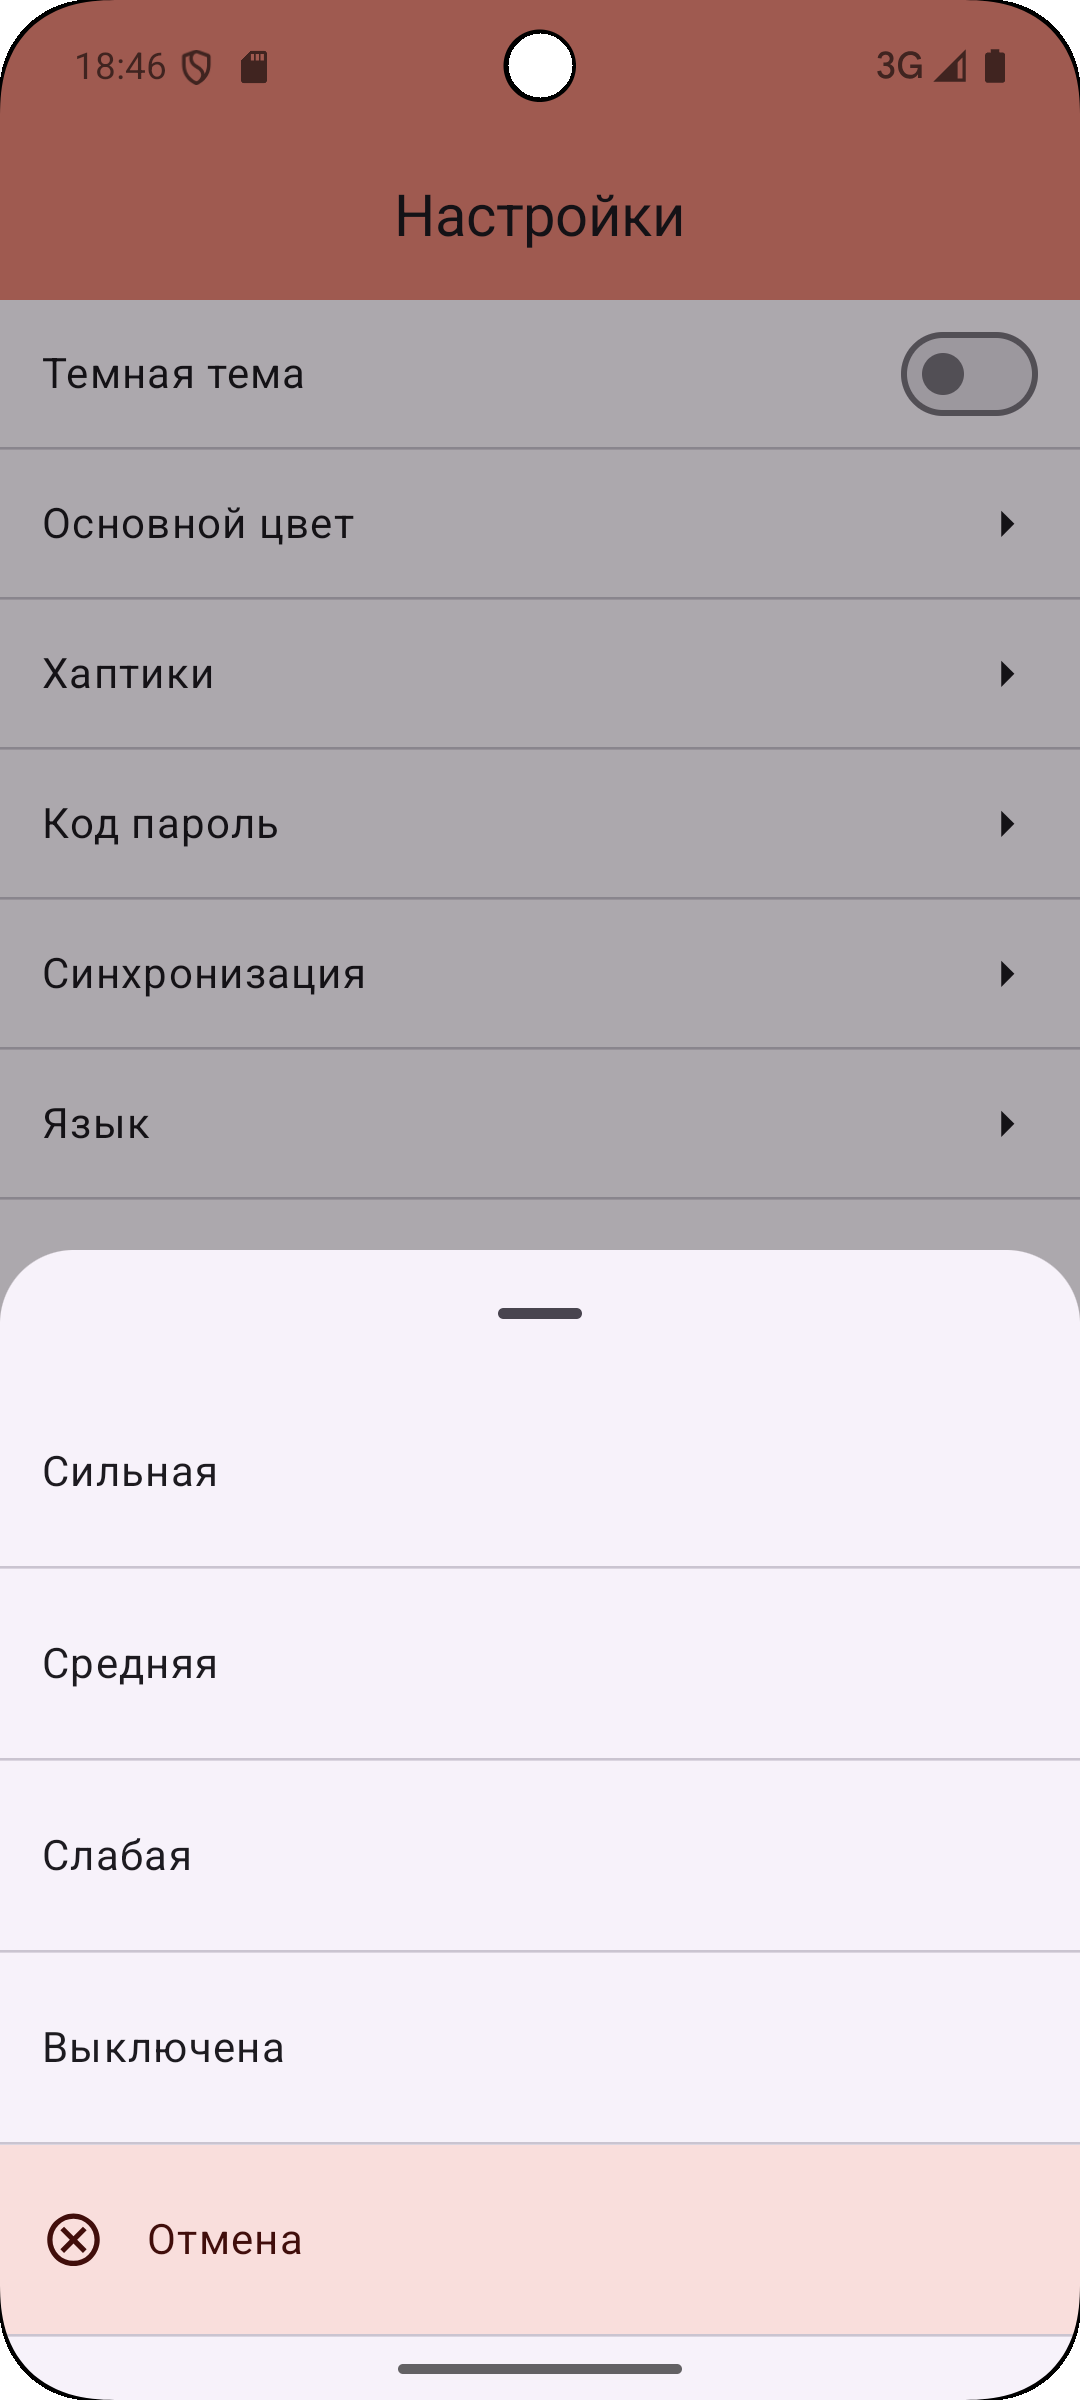 18:46
3G
Настройки
Темная тема
Основной цвет
Хаптики
Код пароль
Синхронизация
Язык
Сильная
Средняя
Слабая
Выключена
Отмена